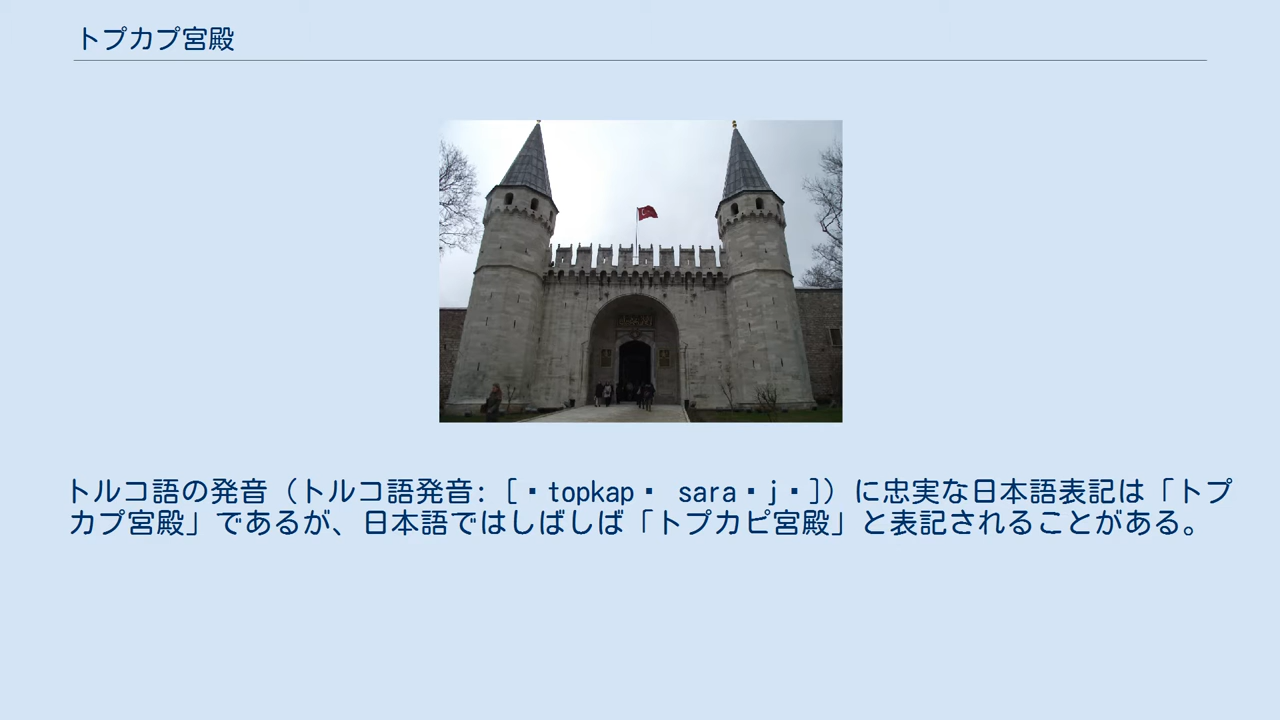 トプカプ宮殿
トルコ語の発音（トルコ語発音: [▪topkap▪ sara▪j▪]）に忠実な日本語表記は「トプ
カプ宮殿」であるが、日本語ではしばしば「トプカピ宮殿」と表記されることがある。